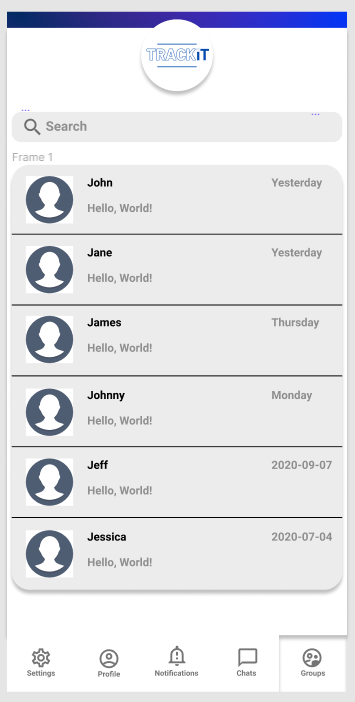 TRACKiT
...
...
Search
Frame 1
John Yesterday
Hello, World!
Jane Yesterday
Hello, World!
James Thursday
Hello, World!
Johnny Monday
Hello, World!
Jeff 2020-09-07
Hello, World!
Jessica 2020-07-04
Hello, World!
Settings Profile Notifications Chats Groups